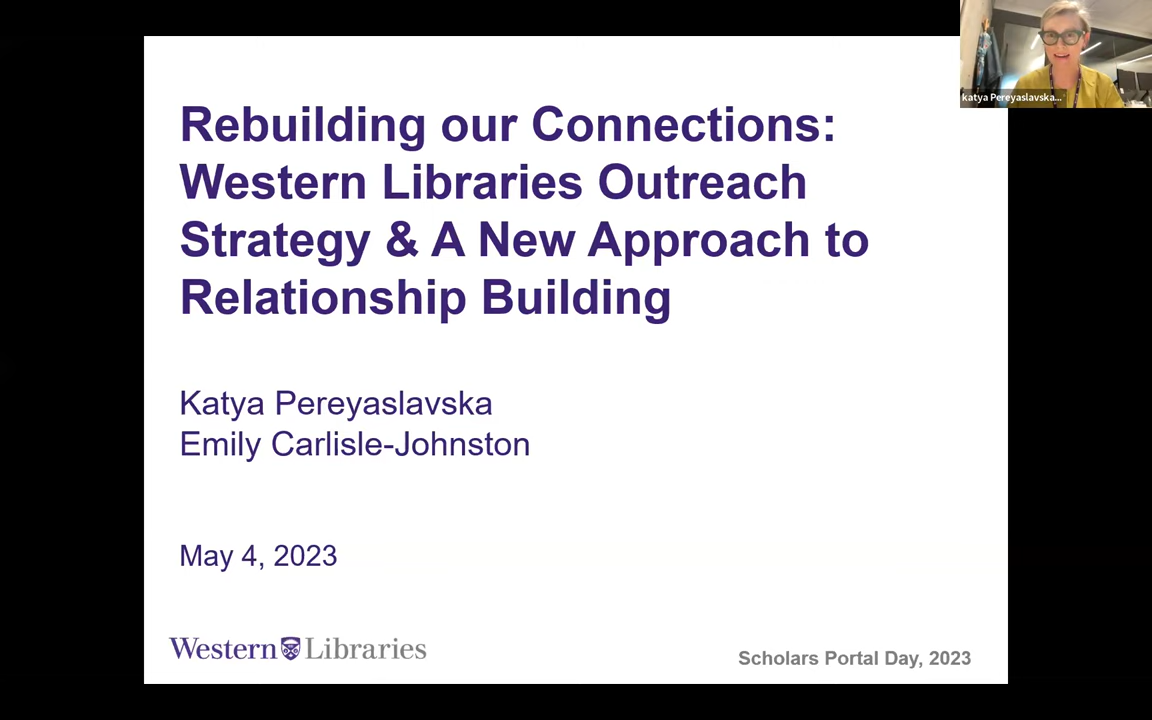 katya Pereyaslavska...
Rebuilding our Connections:
Western Libraries Outreach
Strategy & A New Approach to
Relationship Building
Katya Pereyaslavska
Emily Carlisle-Johnston
May 4, 2023
Western Libraries
Scholars Portal Day, 2023